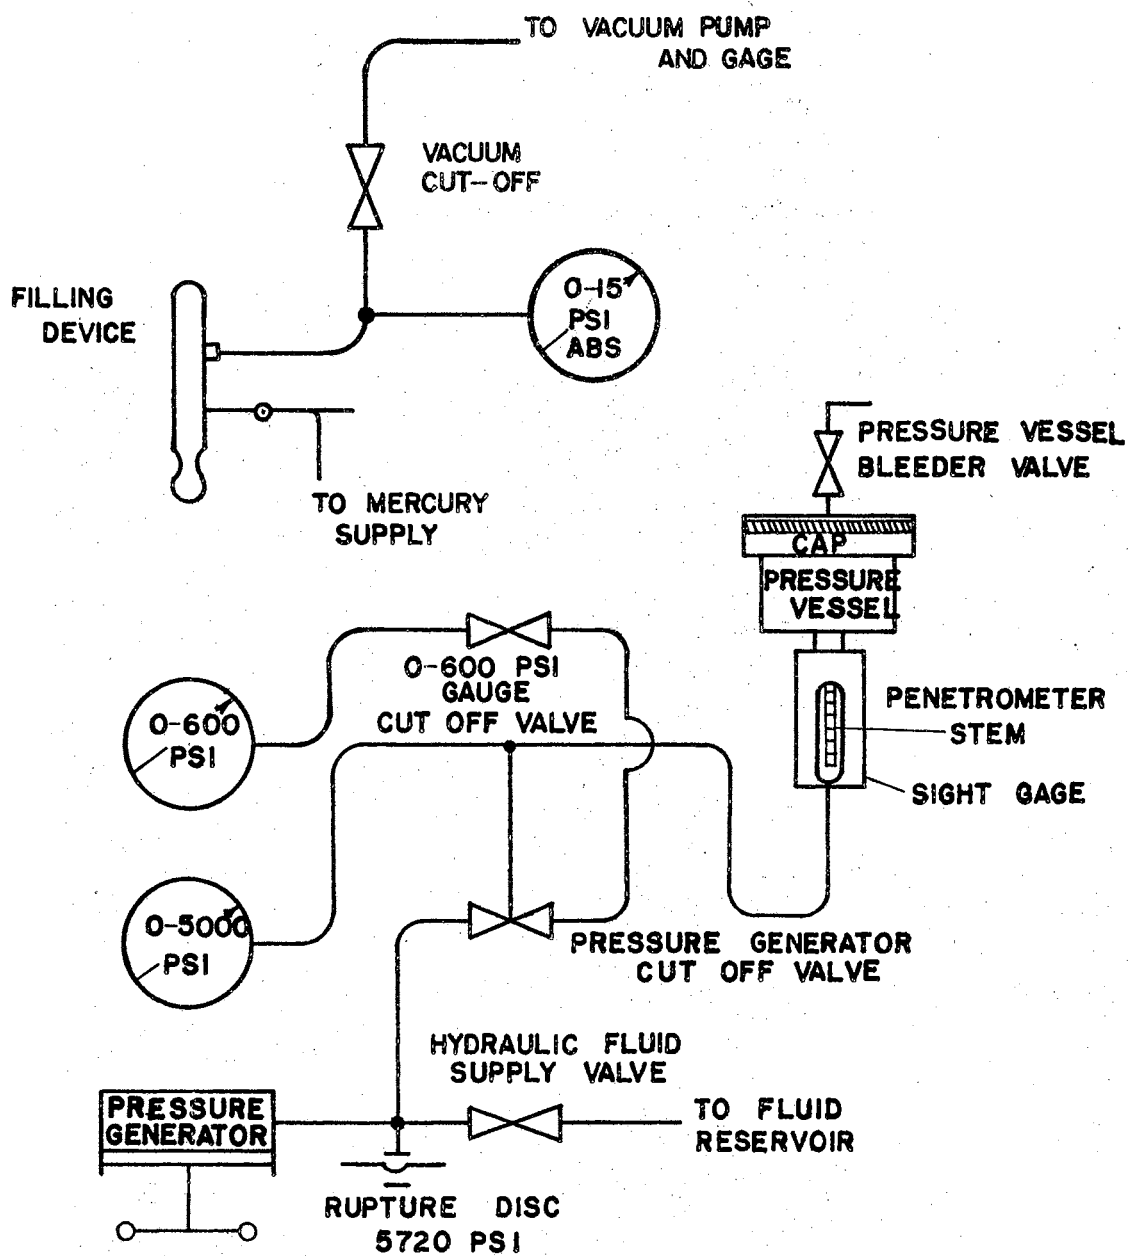 TO VACUUM PUMP
AND GAGE
VACUUM
CUT-OFF
FILLING
DEVICE
0-15
PSI
ABS
TO MERCURY
SUPPLY
PRESSURE VESSEL
BLEEDER VALVE
CAP
PRESSURE
VESSEL
0-600 PSI
GAUGE
CUT OFF VALVE
0-600
PSI
PENETROMETER
STEM
SIGHT GAGE
0-5000
PSI
PRESSURE GENERATOR
CUT OFF VALVE
HYDRAULIC FLUID
SUPPLY VALVE
PRESSURE
GENERATOR
TO FLUID
RESERVOIR
RUPTURE DISC
5720 PSI